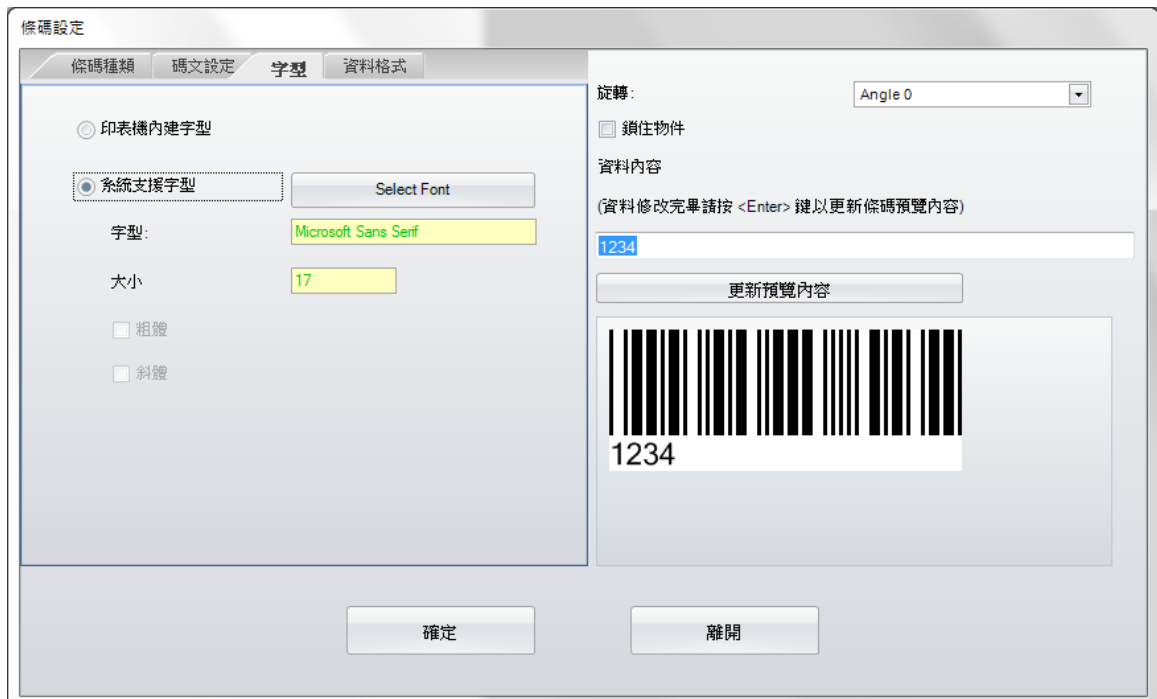 條碼設定
條碼種類 碼文設定 字型 資料格式
印表機內建字型
系統支援字型 Select Font
字型: Microsoft Sans Serif
大小 17
粗體
斜體
旋轉: Angle 0
鎖住物件
資料內容
(資料修改完畢請按 <Enter> 鍵以更新條碼預覽內容)
1234
更新預覽內容
1234
確定 離開